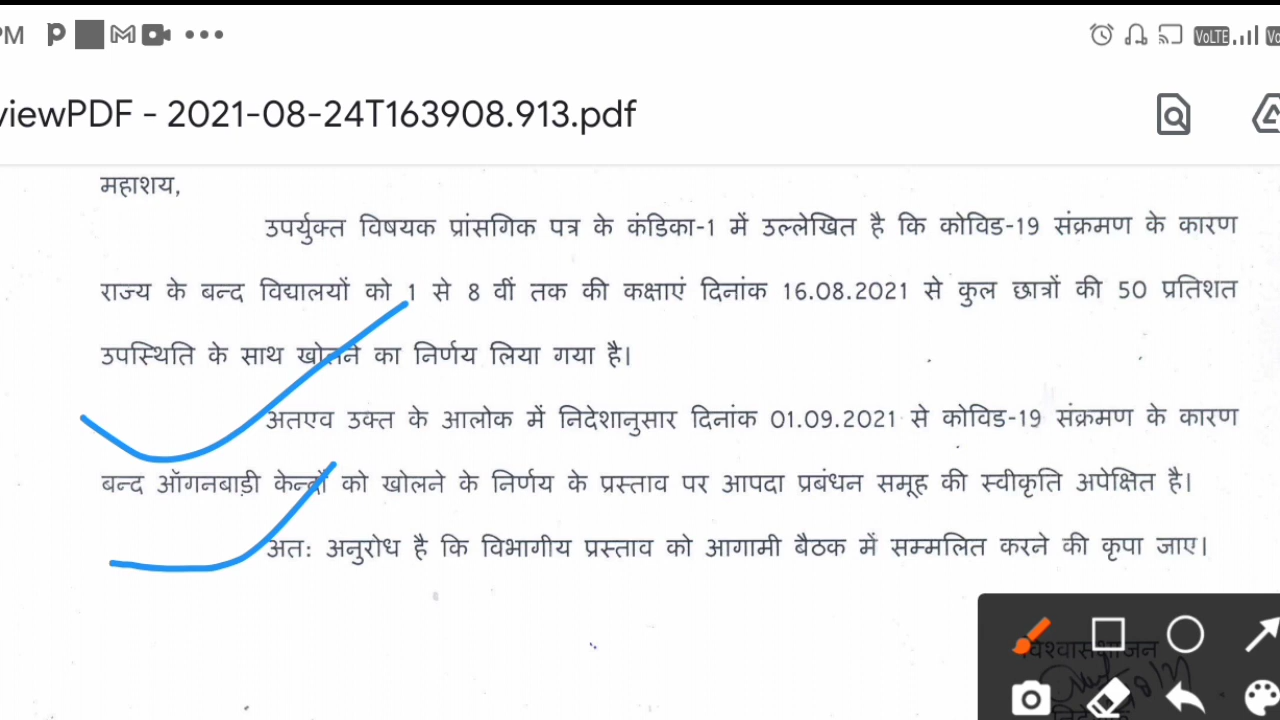 PM P M •••
VoLTE
viewPDF - 2021-08-24T163908.913.pdf
महाशय,
उपर्युक्त विषयक प्रांसगिक पत्र के कंडिका-1 में उल्लेखित है कि कोविड-19 संक्रमण के कारण
राज्य के बन्द विद्यालयों को 1 से 8 वीं तक की कक्षाएं दिनांक 16.08.2021 से कुल छात्रों की 50 प्रतिशत
उपस्थिति के साथ खोलने का निर्णय लिया गया है।
अतएव उक्त के आलोक में निदेशानुसार दिनांक 01.09.2021 से कोविड-19 संक्रमण के कारण
बन्द ऑगनबाड़ी केन्द्रों को खोलने के निर्णय के प्रस्ताव पर आपदा प्रबंधन समूह की स्वीकृति अपेक्षित है।
अतः अनुरोध है कि विभागीय प्रस्ताव को आगामी बैठक में सम्मलित करने की कृपा जाए।
विश्वासभाजन